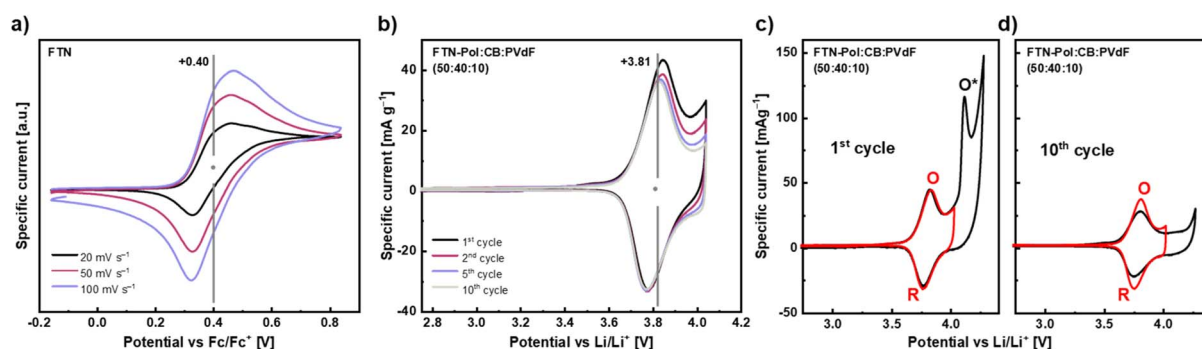 a)
FTN
+0.40
Specific current [a.u.]
20 mV s⁻¹
50 mV s⁻¹
100 mV s⁻¹
-0.2 0.0 0.2 0.4 0.6 0.8
Potential vs Fc/Fc⁺ [V]
b)
FTN-Pol:CB:PVdF
(50:40:10)
+3.81
Specific current [mA g⁻¹]
40
20
0
-20
-40
1st cycle
2nd cycle
5th cycle
10th cycle
2.8 3.0 3.2 3.4 3.6 3.8 4.0 4.2
Potential vs Li/Li⁺ [V]
c)
FTN-Pol:CB:PVdF
(50:40:10)
Specific current [mAg⁻¹]
150
100
50
0
-50
O*
1st cycle
O
R
3.0 3.5 4.0
Potential vs Li/Li⁺ [V]
d)
FTN-Pol:CB:PVdF
(50:40:10)
10th cycle
O
R
3.0 3.5 4.0
Potential vs Li/Li⁺ [V]